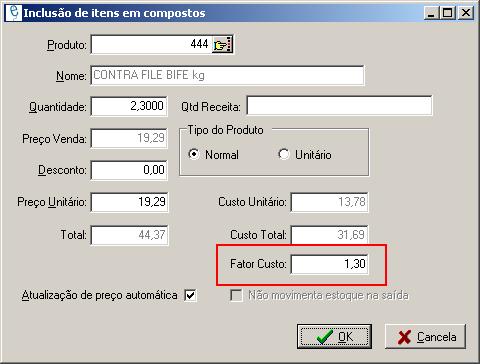 Inclusão de itens em compostos
Produto: 444
Nome: CONTRA FILE BIFE kg
Quantidade: 2,3000 Qtd Receita:
Preço Venda: 19,29 Tipo do Produto
Desconto: 0,00 Normal Unitário
Preço Unitário: 19,29 Custo Unitário: 13,78
Total: 44,37 Custo Total: 31,69
Fator Custo: 1,30
Atualização de preço automática Não movimenta estoque na saída
OK Cancela